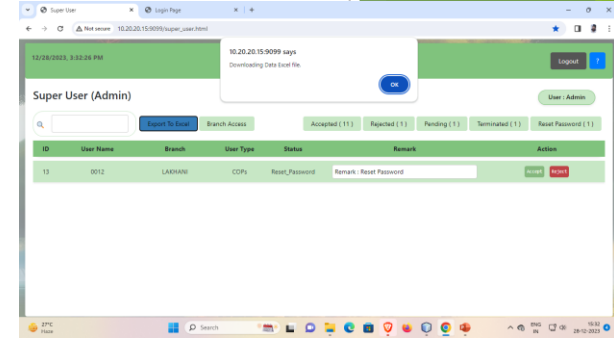 Super User
Login Page
Not secure 10.20.20.15:9099/super_user.html
10.20.20.15:9099 says
Downloading Data Excel file.
OK
12/28/2023, 3:32:26 PM
Logout
?
Super User (Admin)
User : Admin
Export To Excel Branch Access Accepted ( 11 ) Rejected ( 1 ) Pending ( 1 ) Terminated ( 1 ) Reset Password ( 1 )
ID User Name Branch User Type Status Remark Action
13 0012 LAKHANI COPs Reset_Password Remark : Reset Password Accept Reject
27°C
Haze
Search
ENG
IN
15:32
28-12-2023